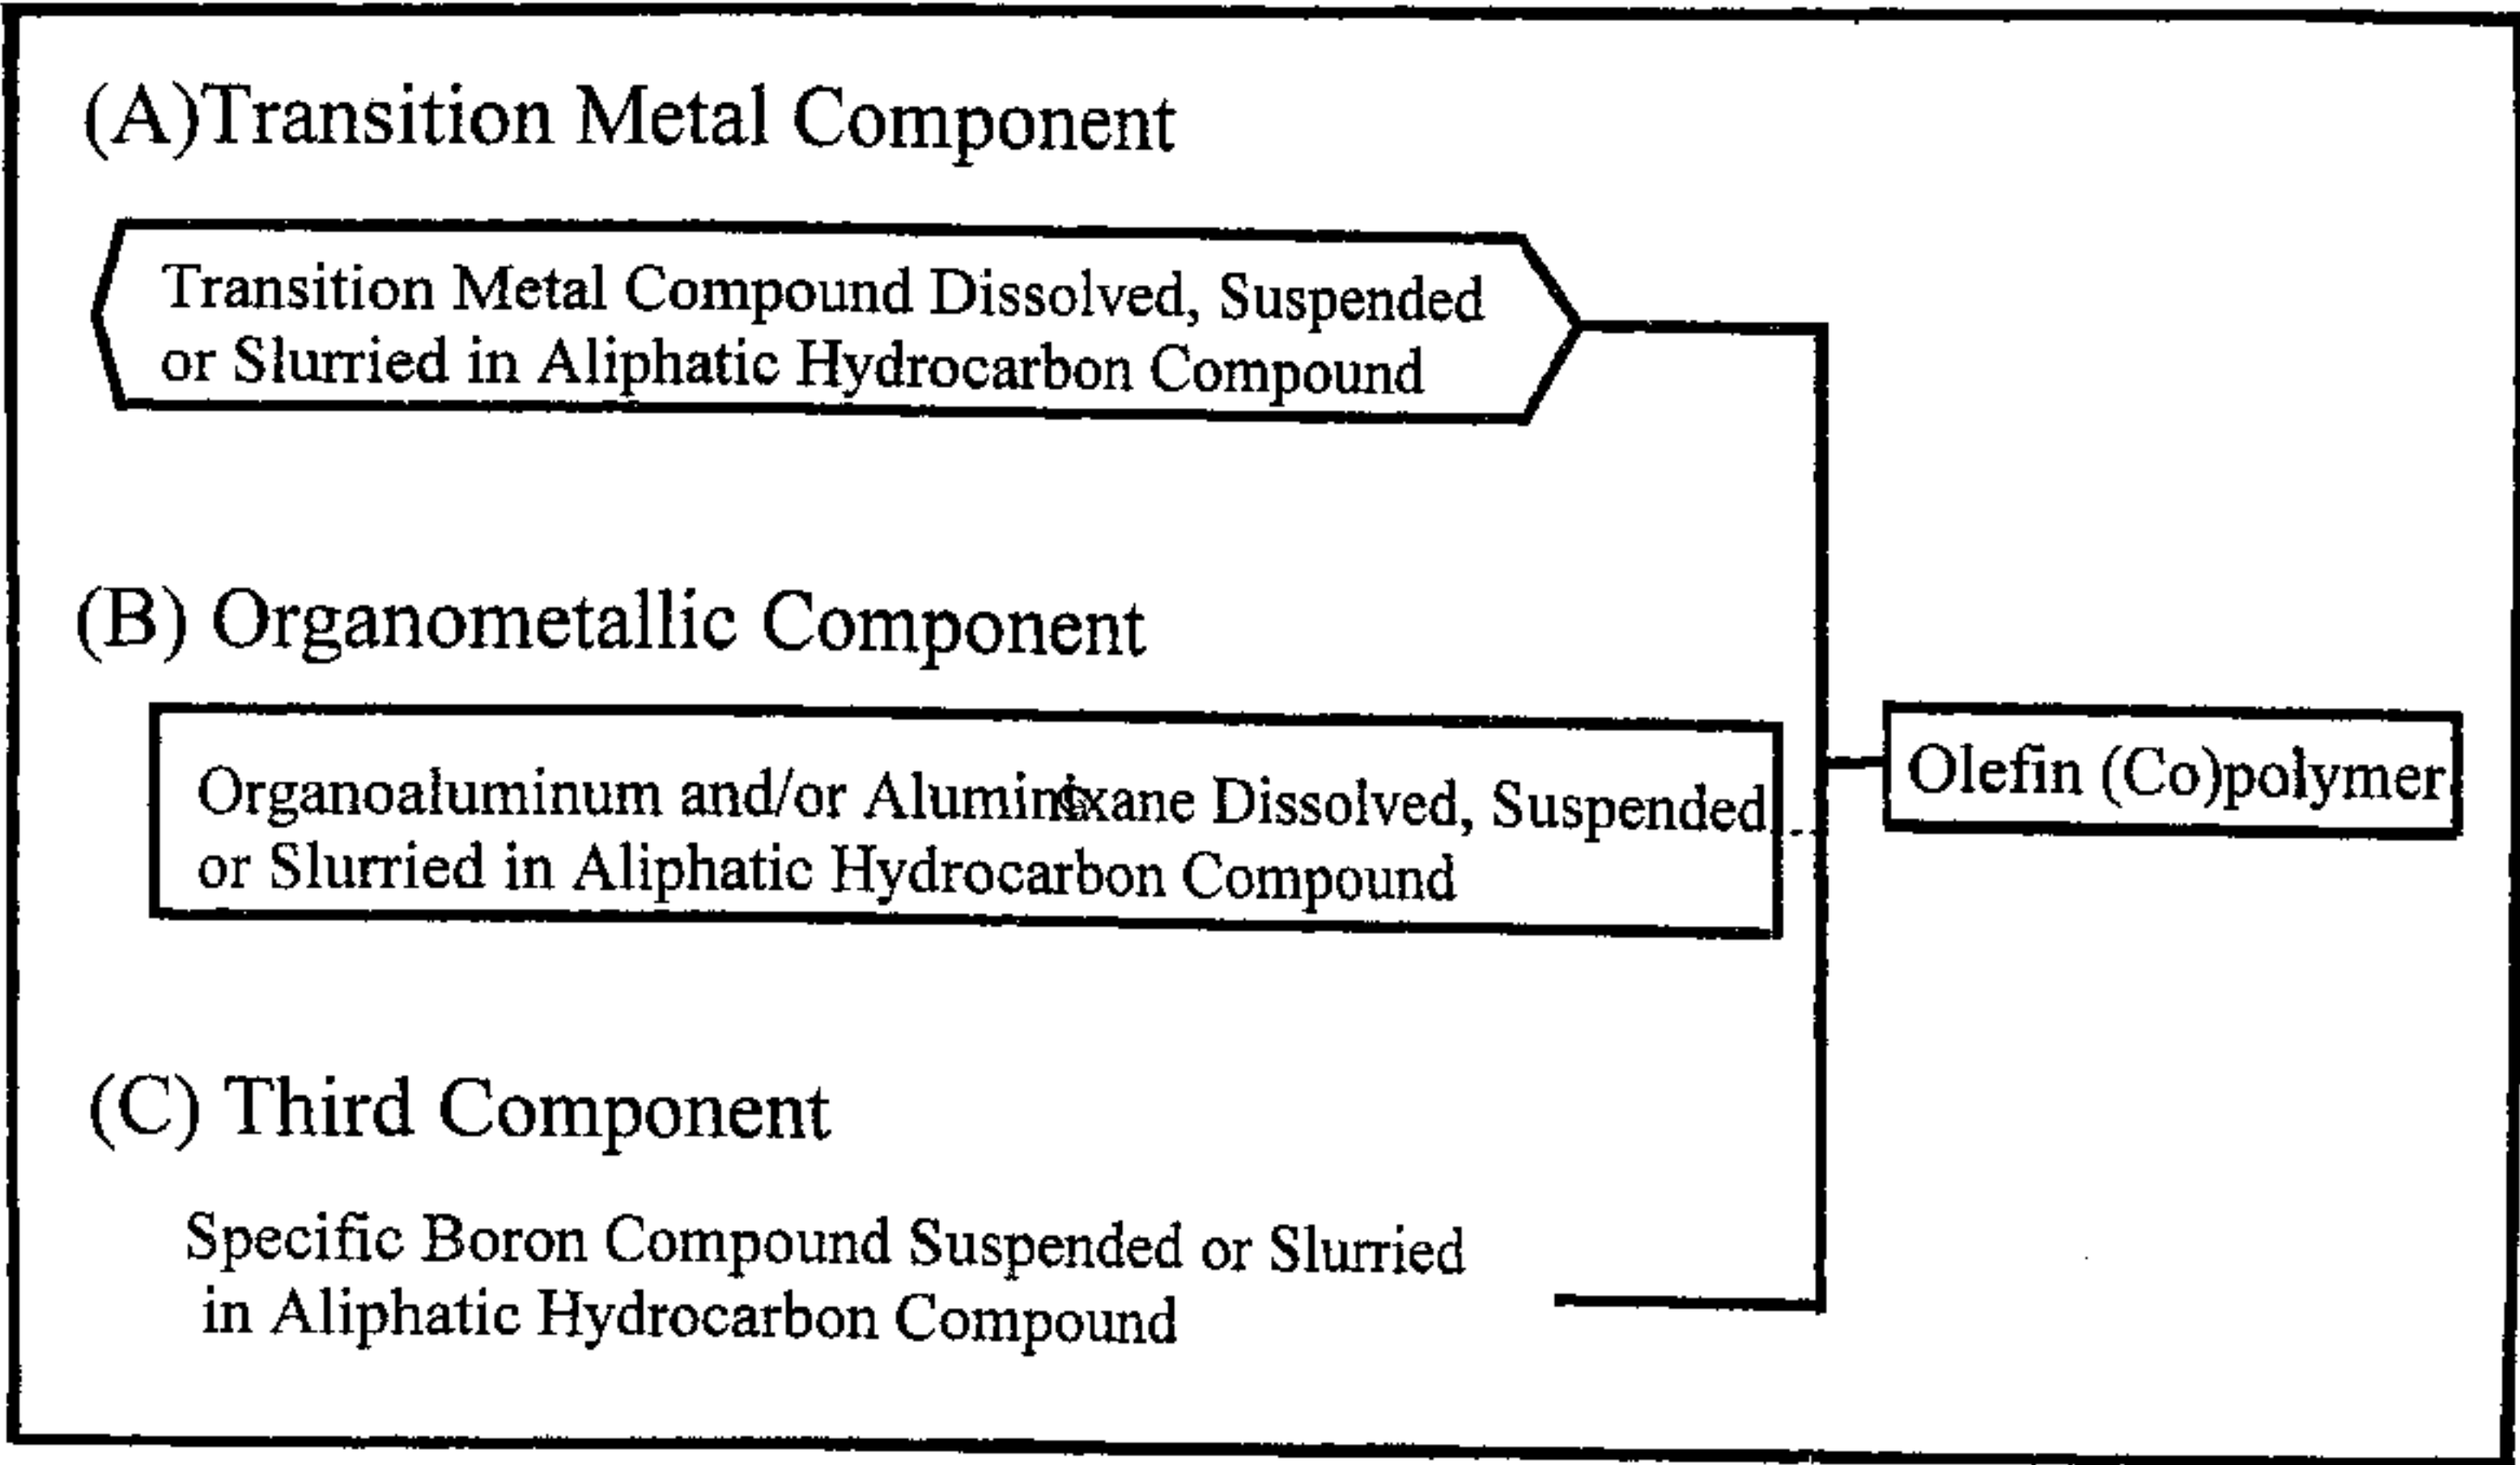 (A)Transition Metal Component
Transition Metal Compound Dissolved, Suspended
or Slurried in Aliphatic Hydrocarbon Compound
(B) Organometallic Component
Organoaluminum and/or Dissolved, Suspended
or Slurried in Aliphatic Hydrocarbon Compound
Olefin (Co)polymer
(C) Third Component
Specific Boron Compound Suspended or Slurried
in Aliphatic Hydrocarbon Compound